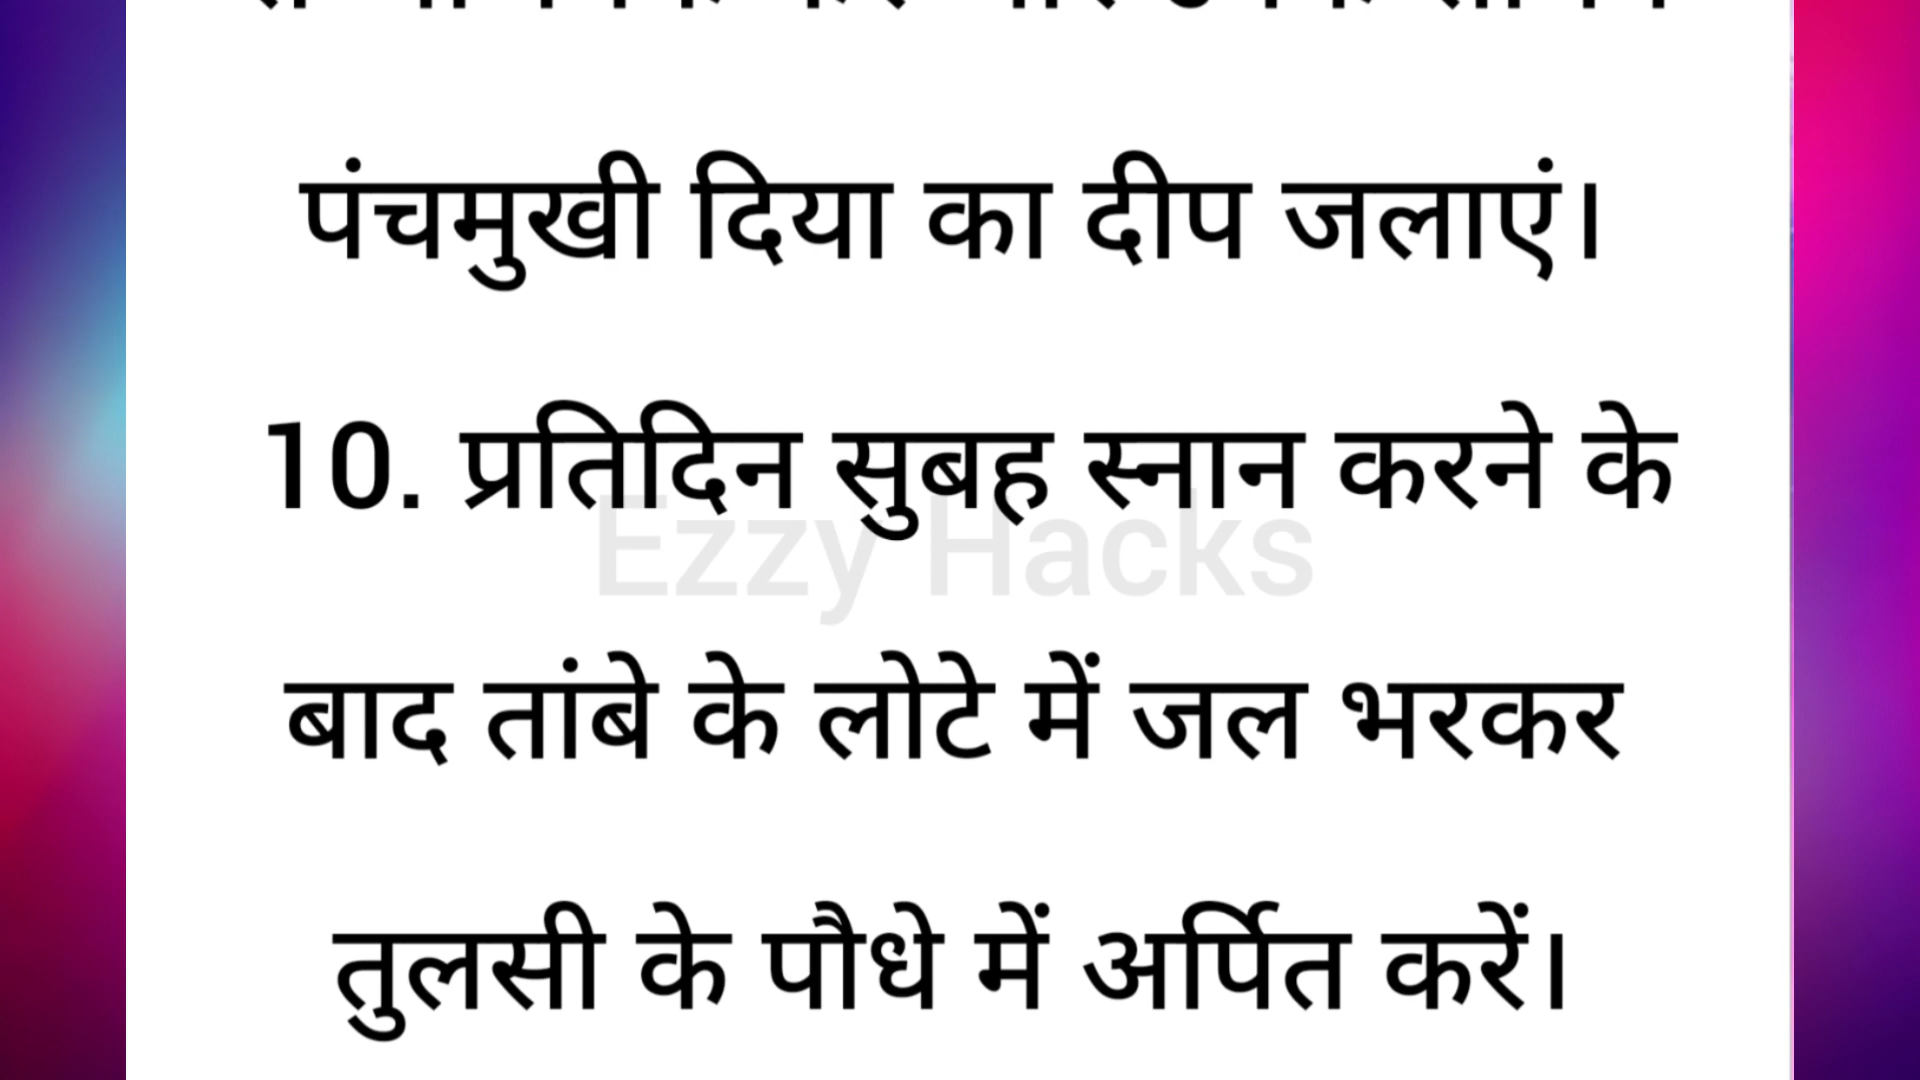 पंचमुखी दिया का दीप जलाएं।
10. प्रतिदिन सुबह स्नान करने के
Ezzy Hacks
बाद तांबे के लोटे में जल भरकर
तुलसी के पौधे में अर्पित करें।